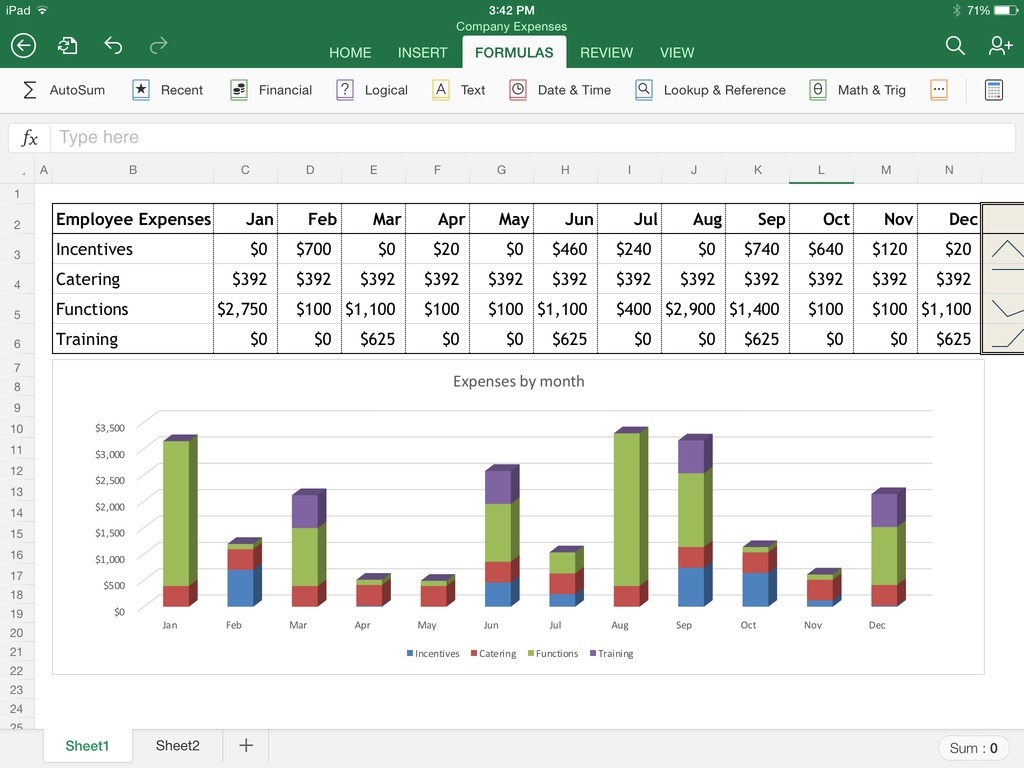 iPad 3:42 PM 71%
Company Expenses
HOME INSERT FORMULAS REVIEW VIEW
Σ AutoSum Recent Financial ? Logical A Text Date & Time Lookup & Reference θ Math & Trig ...
fx Type here
A B C D E F G H I J K L M N
1
2 Employee Expenses Jan Feb Mar Apr May Jun Jul Aug Sep Oct Nov Dec
3 Incentives $0 $700 $0 $20 $0 $460 $240 $0 $740 $640 $120 $20
4 Catering $392 $392 $392 $392 $392 $392 $392 $392 $392 $392 $392 $392
5 Functions $2,750 $100 $1,100 $100 $100 $1,100 $400 $2,900 $1,400 $100 $100 $1,100
6 Training $0 $0 $625 $0 $0 $625 $0 $0 $625 $0 $0 $625
7
8 Expenses by month
9
10 $3,500
11 $3,000
12 $2,500
13 $2,000
14
15 $1,500
16 $1,000
17 $500
18
19 $0
20 Jan Feb Mar Apr May Jun Jul Aug Sep Oct Nov Dec
21 Incentives Catering Functions Training
22
23
24
25
Sheet1 Sheet2 + Sum : 0